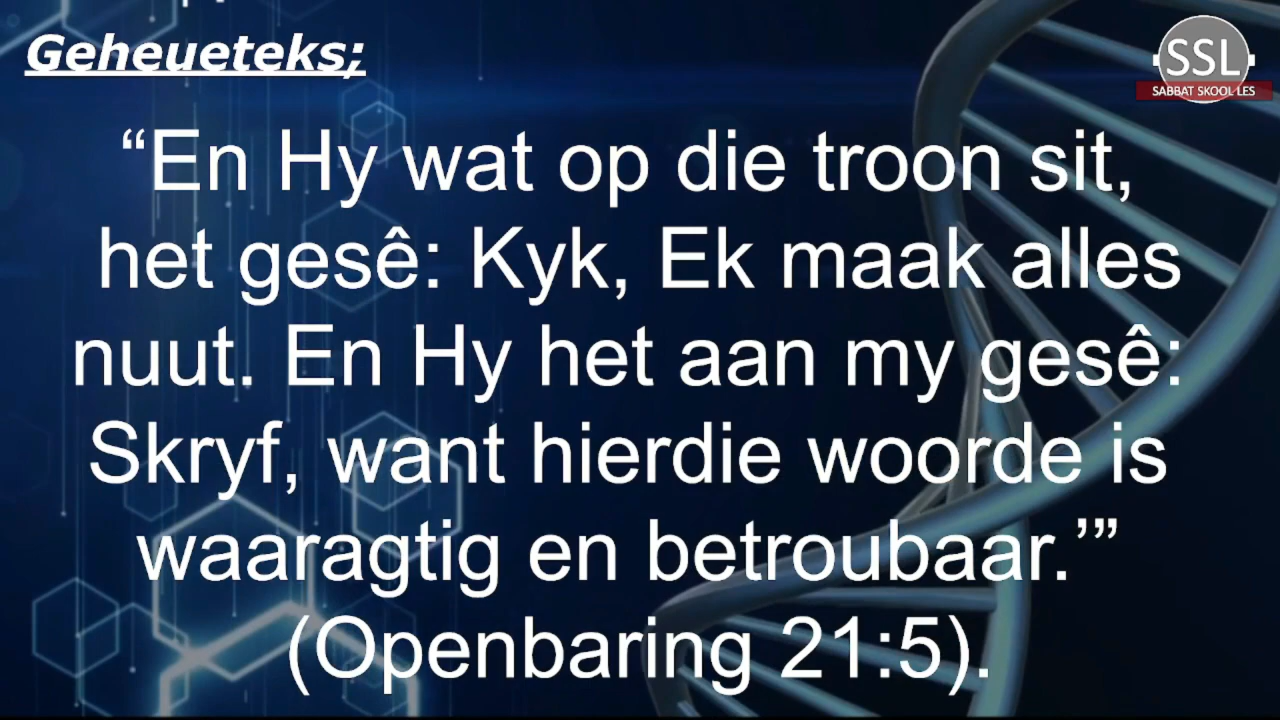 Geheueteks;
SSL
SABBAT SKOOL LES
“En Hy wat op die troon sit,
het gesê: Kyk, Ek maak alles
nuut. En Hy het aan my gesê:
Skryf, want hierdie woorde is
waaragtig en betroubaar.’”
(Openbaring 21:5).